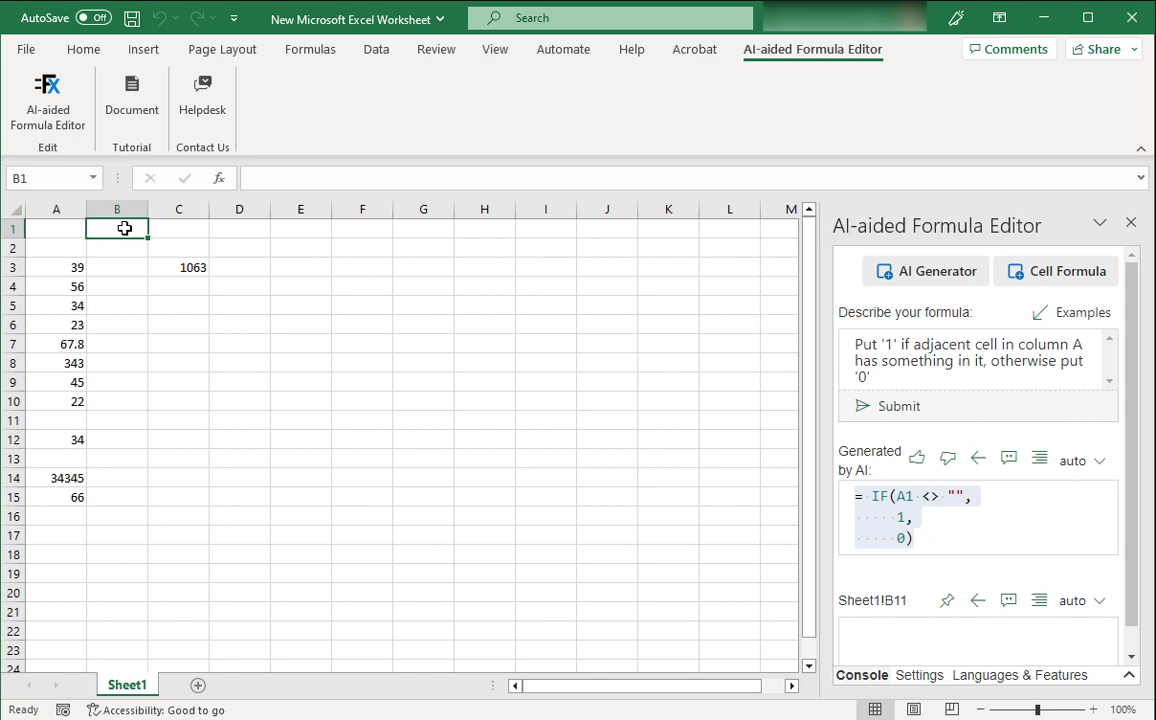 AutoSave Off New Microsoft Excel Worksheet Search
File Home Insert Page Layout Formulas Data Review View Automate Help Acrobat AI-aided Formula Editor Comments Share
=FX
AI-aided Formula Editor
Document
Helpdesk
Edit Tutorial Contact Us
B1 fx
A B C D E F G H I J K L M
1
2
3 39 1063
4 56
5 34
6 23
7 67.8
8 343
9 45
10 22
11
12 34
13
14 34345
15 66
16
17
18
19
20
21
22
23
24
AI-aided Formula Editor
AI Generator Cell Formula
Describe your formula: Examples
Put '1' if adjacent cell in column A
has something in it, otherwise put
'0'
Submit
Generated
by AI: auto
= IF(A1 <> "",
1,
0)
Sheet1!B11 auto
Console Settings Languages & Features
Sheet1
Ready Accessibility: Good to go 100%